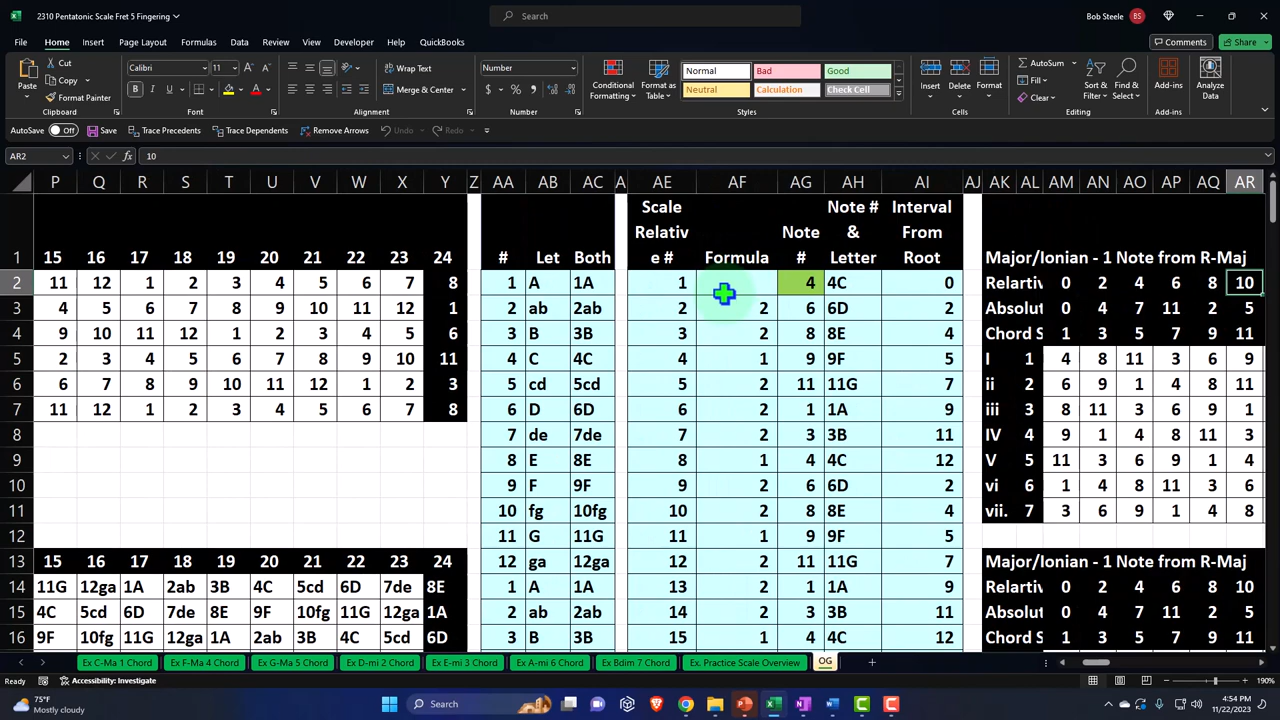 2310 Pentatonic Scale Fret 5 Fingering
Search
Bob Steele BS
File Home Insert Page Layout Formulas Data Review View Developer Help QuickBooks
Comments Share
Paste Cut Copy Format Painter Clipboard
Calibri 11 Font
Wrap Text Merge & Center Alignment
Number $ % Number
Conditional Formatting Format as Table
Normal Bad Good
Neutral Calculation Check Cell
Styles
Insert Delete Format Cells
AutoSum Fill Clear Sort & Filter Find & Select Editing
Add-ins Add-ins
Analyze Data
AutoSave Off Save Trace Precedents Trace Dependents Remove Arrows Undo Redo
AR2 fx 10
P Q R S T U V W X Y Z AA AB AC A AE AF AG AH AI AJ AK AL AM AN AO AP AQ AR
Scale Note # Interval
Relativ Note & From
1 15 16 17 18 19 20 21 22 23 24 # Let Both e # Formula # Letter Root Major/Ionian - 1 Note from R-Maj
2 11 12 1 2 3 4 5 6 7 8 1 A 1A 1 4 4C 0 Relartiv 0 2 4 6 8 10
3 4 5 6 7 8 9 10 11 12 1 2 ab 2ab 2 2 6 6D 2 Absolut 0 4 7 11 2 5
4 9 10 11 12 1 2 3 4 5 6 3 B 3B 3 2 8 8E 4 Chord S 1 3 5 7 9 11
5 2 3 4 5 6 7 8 9 10 11 4 C 4C 4 1 9 9F 5 I 1 4 8 11 3 6 9
6 6 7 8 9 10 11 12 1 2 3 5 cd 5cd 5 2 11 11G 7 ii 2 6 9 1 4 8 11
7 11 12 1 2 3 4 5 6 7 8 6 D 6D 6 2 1 1A 9 iii 3 8 11 3 6 9 1
8 7 de 7de 7 2 3 3B 11 IV 4 9 1 4 8 11 3
9 8 E 8E 8 1 4 4C 12 V 5 11 3 6 9 1 4
10 9 F 9F 9 2 6 6D 2 vi 6 1 4 8 11 3 6
11 10 fg 10fg 10 2 8 8E 4 vii. 7 3 6 9 1 4 8
12 11 G 11G 11 1 9 9F 5
13 15 16 17 18 19 20 21 22 23 24 12 ga 12ga 12 2 11 11G 7 Major/Ionian - 1 Note from R-Maj
14 11G 12ga 1A 2ab 3B 4C 5cd 6D 7de 8E 1 A 1A 13 2 1 1A 9 Relartiv 0 2 4 6 8 10
15 4C 5cd 6D 7de 8E 9F 10fg 11G 12ga 1A 2 ab 2ab 14 2 3 3B 11 Absolut 0 4 7 11 2 5
16 9F 10fg 11G 12ga 1A 2ab 3B 4C 5cd 6D 3 B 3B 15 1 4 4C 12 Chord S 1 3 5 7 9 11
Ex C-Ma 1 Chord Ex F-Ma 4 Chord Ex G-Ma 5 Chord Ex D-mi 2 Chord Ex E-mi 3 Chord Ex A-mi 6 Chord Ex Bdim 7 Chord Ex. Practice Scale Overview OG
Ready Accessibility: Investigate 190%
75°F
Mostly cloudy
Search
4:54 PM
11/22/2023